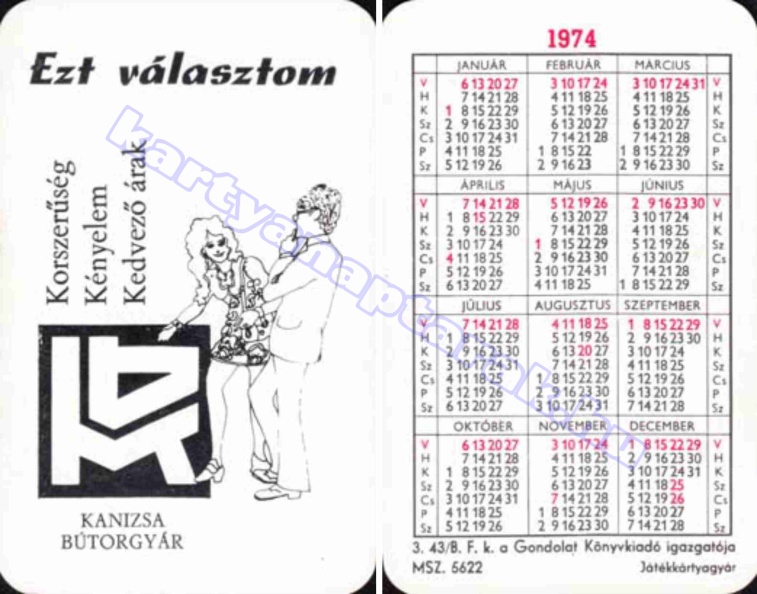 Ezt választom
Korszerűség
Kényelem
Kedvező árak
KANIZSA
BÚTORGYÁR
kartyanaptarak.hu
1974
JANUÁR FEBRUÁR MÁRCIUS
V 6 13 20 27 3 10 17 24 3 10 17 24 31 V
H 7 14 21 28 4 11 18 25 4 11 18 25 H
K 1 8 15 22 29 5 12 19 26 5 12 19 26 K
Sz 2 9 16 23 30 6 13 20 27 6 13 20 27 Sz
Cs 3 10 17 24 31 7 14 21 28 7 14 21 28 Cs
P 4 11 18 25 1 8 15 22 1 8 15 22 29 P
Sz 5 12 19 26 2 9 16 23 2 9 16 23 30 Sz
ÁPRILIS MÁJUS JÚNIUS
V 7 14 21 28 5 12 19 26 2 9 16 23 30 V
H 1 8 15 22 29 6 13 20 27 3 10 17 24 H
K 2 9 16 23 30 7 14 21 28 4 11 18 25 K
Sz 3 10 17 24 1 8 15 22 29 5 12 19 26 Sz
Cs 4 11 18 25 2 9 16 23 30 6 13 20 27 Cs
P 5 12 19 26 3 10 17 24 31 7 14 21 28 P
Sz 6 13 20 27 4 11 18 25 1 8 15 22 29 Sz
JÚLIUS AUGUSZTUS SZEPTEMBER
V 7 14 21 28 4 11 18 25 1 8 15 22 29 V
H 1 8 15 22 29 5 12 19 26 2 9 16 23 30 H
K 2 9 16 23 30 6 13 20 27 3 10 17 24 K
Sz 3 10 17 24 31 7 14 21 28 4 11 18 25 Sz
Cs 4 11 18 25 1 8 15 22 29 5 12 19 26 Cs
P 5 12 19 26 2 9 16 23 30 6 13 20 27 P
Sz 6 13 20 27 3 10 17 24 31 7 14 21 28 Sz
OKTÓBER NOVEMBER DECEMBER
V 6 13 20 27 3 10 17 24 1 8 15 22 29 V
H 7 14 21 28 4 11 18 25 2 9 16 23 30 H
K 1 8 15 22 29 5 12 19 26 3 10 17 24 31 K
Sz 2 9 16 23 30 6 13 20 27 4 11 18 25 Sz
Cs 3 10 17 24 31 7 14 21 28 5 12 19 26 Cs
P 4 11 18 25 1 8 15 22 29 6 13 20 27 P
Sz 5 12 19 26 2 9 16 23 30 7 14 21 28 Sz
3. 43/B. F. k. a Gondolat Könyvkiadó igazgatója
MSZ. 5622 Játékkártyagyár